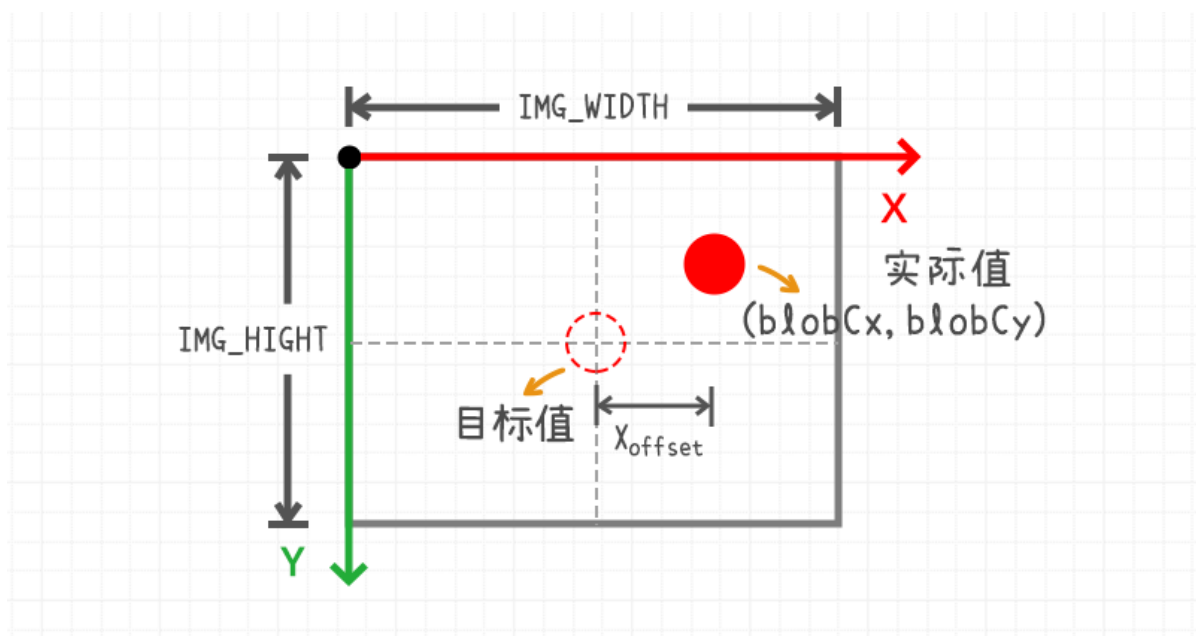 IMG_WIDTH
X
实际值
(blobCx, blobCy)
IMG_HIGHT
目标值
Xoffset
Y